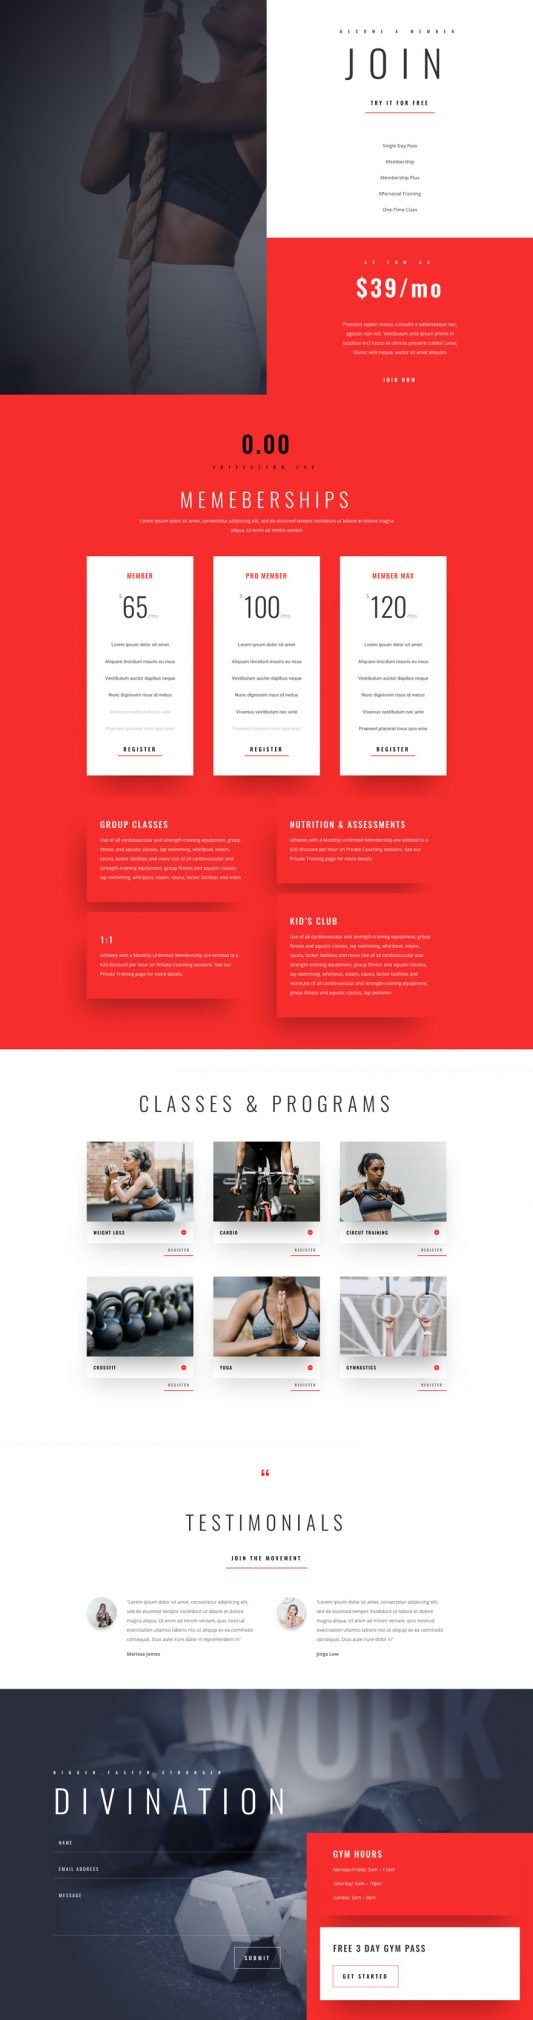 BECOME A MEMBER
JOIN
TRY IT FOR FREE
Single Day Pass
Membership
Membership Plus
0Personal Training
One-Time Class
AS LOW AS
$39/mo
Praesent sapien massa, convallis a pellentesque nec,
egestas non nisi. Vestibulum ante ipsum primis in
faucibus orci luctus et ultrices posuere cubilia Curae;
Donec velit neque, auctor sit amet aliquam
JOIN NOW
0.00
INITIATION
MEMEBERSHIPS
Lorem ipsum dolor sit amet, consectetur adipiscing elit, sed do eiusmod tempor incididunt ut labore et dolore magna
aliqua. Ut enim ad minim veniam
MEMBER
$65/mo
Lorem ipsum dolor sit amet
Aliquam tincidunt mauris eu risus
Vestibulum auctor dapibus neque
Nunc dignissim risus id metus
Vivamus vestibulum nec ante
Praesent placerat risus quis eros
REGISTER
PRO MEMBER
$100/mo
Lorem ipsum dolor sit amet
Aliquam tincidunt mauris eu risus
Vestibulum auctor dapibus neque
Nunc dignissim risus id metus
Vivamus vestibulum nec ante
Praesent placerat risus quis eros
REGISTER
MEMBER MAX
$120/mo
Lorem ipsum dolor sit amet
Aliquam tincidunt mauris eu risus
Vestibulum auctor dapibus neque
Nunc dignissim risus id metus
Vivamus vestibulum nec ante
Praesent placerat risus quis eros
REGISTER
GROUP CLASSES
Use of all cardiovascular and strength-training equipment, group
fitness and aquatic classes, lap swimming, whirlpool, steam,
sauna, locker facilities and more Use of all cardiovascular and
strength-training equipment, group fitness and aquatic classes,
lap swimming, whirlpool, steam, sauna, locker facilities and more
1:1
Athletes with a Monthly Unlimited Membership are entitled to a
$20 discount per hour on Private Coaching sessions. See our
Private Training page for more details.
NUTRITION & ASSESSMENTS
Athletes with a Monthly Unlimited Membership are entitled to a
$20 discount per hour on Private Coaching sessions. See our
Private Training page for more details.
KID'S CLUB
Use of all cardiovascular and strength-training equipment, group
fitness and aquatic classes, lap swimming, whirlpool, steam,
sauna, locker facilities and more Use of all cardiovascular and
strength-training equipment, group fitness and aquatic classes,
lap swimming, whirlpool, steam, sauna, locker facilities and
moreUse of all cardiovascular and strength-training equipment,
group fitness and aquatic classes, lap swimmin
CLASSES & PROGRAMS
WEIGHT LOSS
REGISTER
CARDIO
REGISTER
CIRCUT TRAINING
REGISTER
CROSSFIT
REGISTER
YOGA
REGISTER
GYMNASTICS
REGISTER
“
TESTIMONIALS
JOIN THE MOVEMENT
"Lorem ipsum dolor sit amet, consectetur adipiscing elit,
sed do eiusmod tempor incididunt ut labore et dolore
magna aliqua. Ut enim ad minim veniam, quis nostrud
exercitation ullamco laboris nisi ut aliquip ex ea commodo
consequat. Duis aute irure dolor in reprehenderit in"
Marissa James
"Lorem ipsum dolor sit amet, consectetur adipiscing elit,
sed do eiusmod tempor incididunt ut labore et dolore
magna aliqua. Ut enim ad minim veniam, quis nostrud
exercitation ullamco laboris nisi ut aliquip ex ea commodo
consequat. Duis aute irure dolor in"
Jinga Low
WORK
BIGGER.FASTER.STRONGER
DIVINATION
NAME
EMAIL ADDRESS
MESSAGE
SUBMIT
GYM HOURS
Monday-Friday: 5am – 11pm
Saturday: 5am – 10pm
Sunday: 5am – 9pm
FREE 3 DAY GYM PASS
GET STARTED